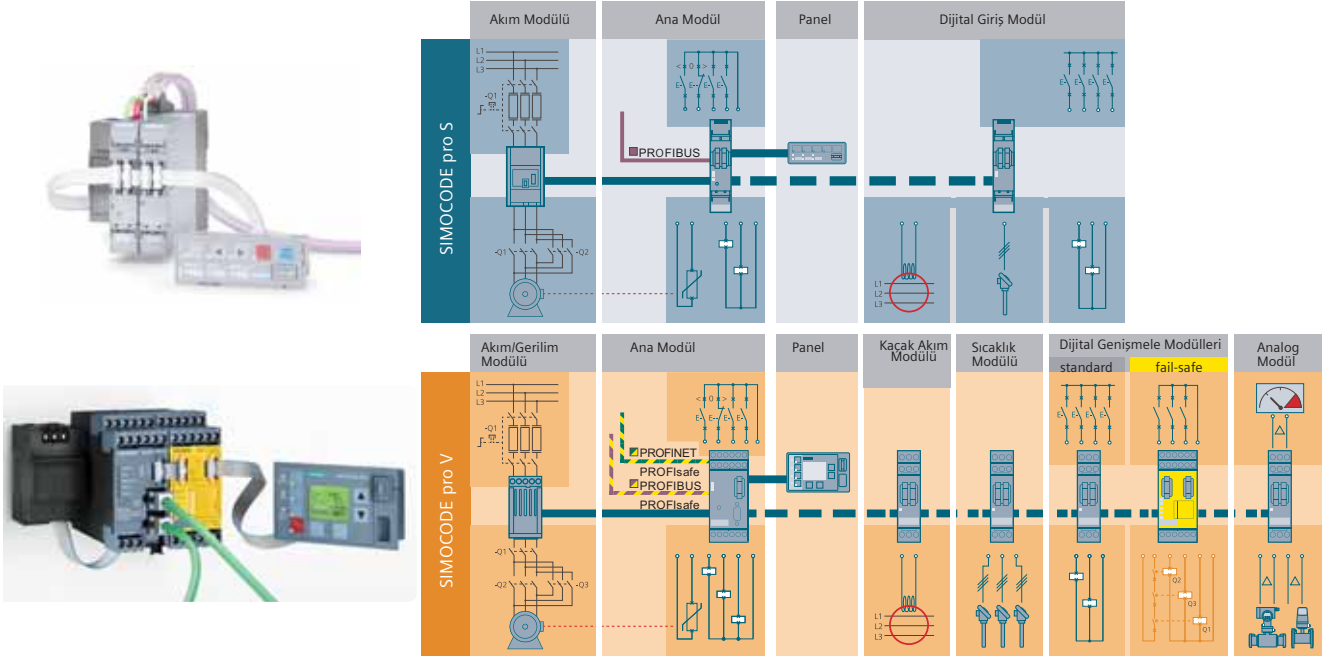 Akım Modülü
Ana Modül
Panel
Dijital Giriş Modül
SIMOCODE pro S
L1
L2
L3
-Q1
< 0 >
E-
E--
E-
E-
E-
E-
E-
E-
PROFIBUS
-Q1
-Q2
L1
L2
L3
Akım/Gerilim
Modülü
Ana Modül
Panel
Kaçak Akım
Modülü
Sıcaklık
Modülü
Dijital Genişmele Modülleri
standard
fail-safe
Analog
Modül
SIMOCODE pro V
L1
L2
L3
-Q1
< 0 >
E-
E--
E-
E-
E-
E-
E-
E-
PROFINET
PROFIsafe
PROFIBUS
PROFIsafe
-Q1
-Q2
-Q3
L1
L2
L3
Q2
Q3
Q1